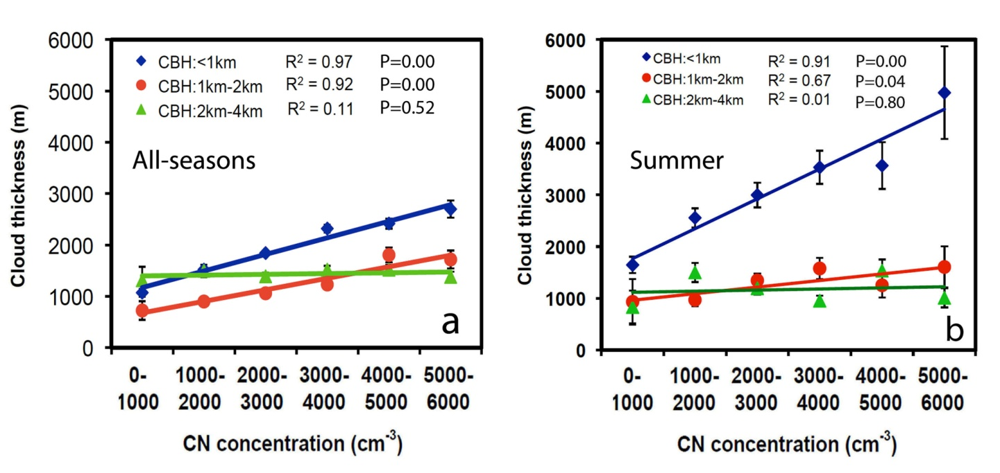 6000
5000
4000
3000
2000
1000
0
Cloud thickness (m)
CBH:<1km R² = 0.97 P=0.00
CBH:1km-2km R² = 0.92 P=0.00
CBH:2km-4km R² = 0.11 P=0.52
All-seasons
a
0- 1000- 2000- 3000- 4000- 5000-
1000 2000 3000 4000 5000 6000
CN concentration (cm⁻³)
6000
5000
4000
3000
2000
1000
0
Cloud thickness (m)
CBH:<1km R² = 0.91 P=0.00
CBH:1km-2km R² = 0.67 P=0.04
CBH:2km-4km R² = 0.01 P=0.80
Summer
b
0- 1000- 2000- 3000- 4000- 5000-
1000 2000 3000 4000 5000 6000
CN concentration (cm⁻³)